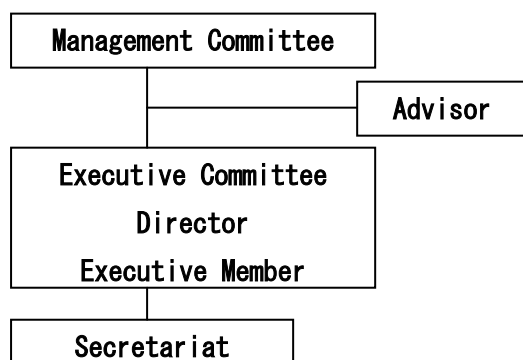 Management Committee
Advisor
Executive Committee
Director
Executive Member
Secretariat